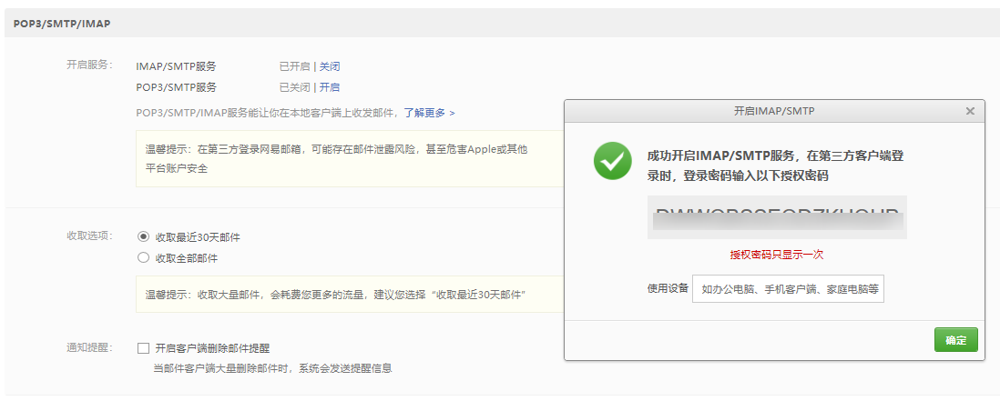 POP3/SMTP/IMAP
开启服务： IMAP/SMTP服务 已开启 | 关闭
POP3/SMTP服务 已关闭 | 开启
POP3/SMTP/IMAP服务能让你在本地客户端上收发邮件，了解更多 >
温馨提示：在第三方登录网易邮箱，可能存在邮件泄露风险，甚至危害Apple或其他
平台账户安全
收取选项： 收取最近30天邮件
收取全部邮件
温馨提示：收取大量邮件，会耗费您更多的流量，建议您选择“收取最近30天邮件”
通知提醒： 开启客户端删除邮件提醒
当邮件客户端大量删除邮件时，系统会发送提醒信息
开启IMAP/SMTP
成功开启IMAP/SMTP服务，在第三方客户端登
录时，登录密码输入以下授权密码
授权密码只显示一次
使用设备 如办公电脑、手机客户端、家庭电脑等
确定